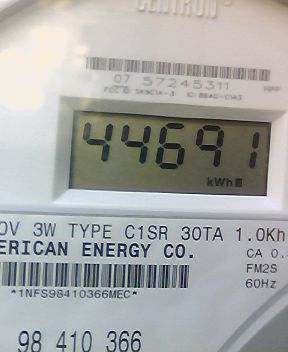 CENTRON
07 57245311
44691
kWh
0V 3W TYPE C1SR 30TA 1.0Kh
ERICAN ENERGY CO.
CA 0.
FM2S
60Hz
*1NFS98410366MEC*
98 410 366